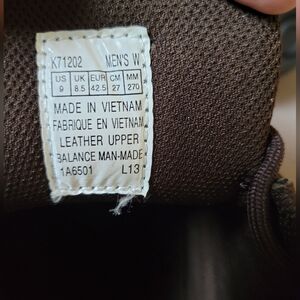 K71202 MEN'S W
US UK EUR CM MM
9 8.5 42.5 27 270
MADE IN VIETNAM
FABRIQUE EN VIETNAM
LEATHER UPPER
BALANCE MAN-MADE
1A6501 L13